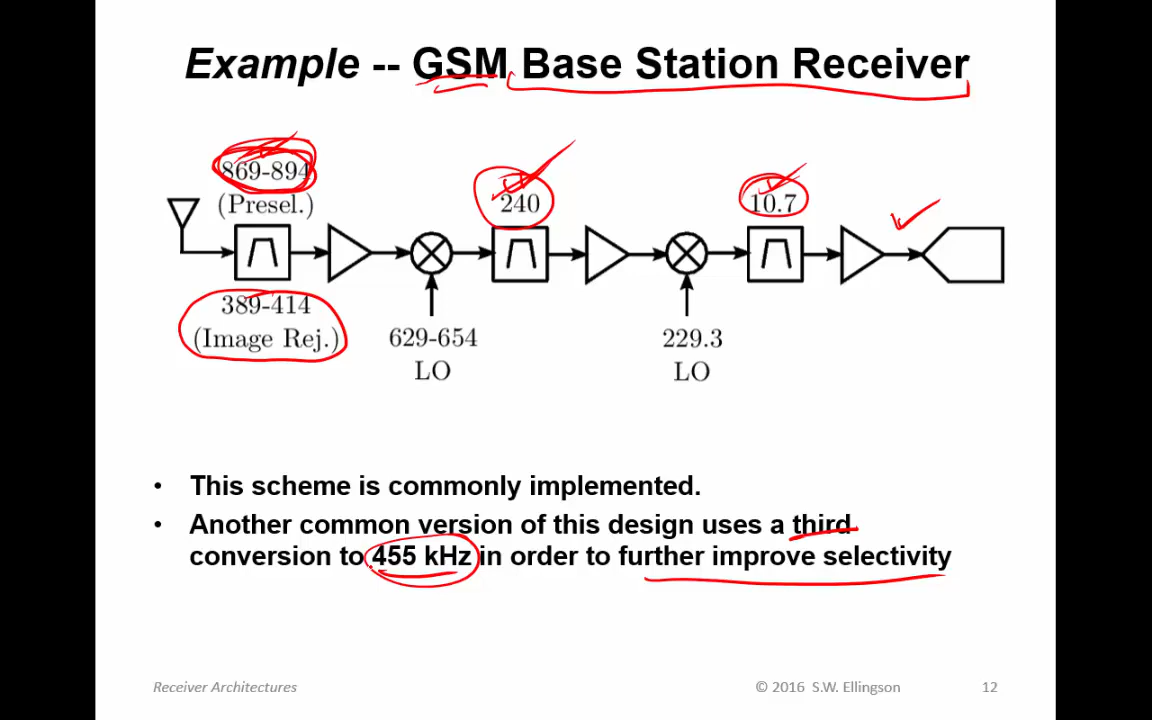 Example -- GSM Base Station Receiver
869-894
(Presel.)
240
10.7
389-414
(Image Rej.)
629-654
LO
229.3
LO
• This scheme is commonly implemented.
• Another common version of this design uses a third
conversion to 455 kHz in order to further improve selectivity
Receiver Architectures
© 2016 S.W. Ellingson
12